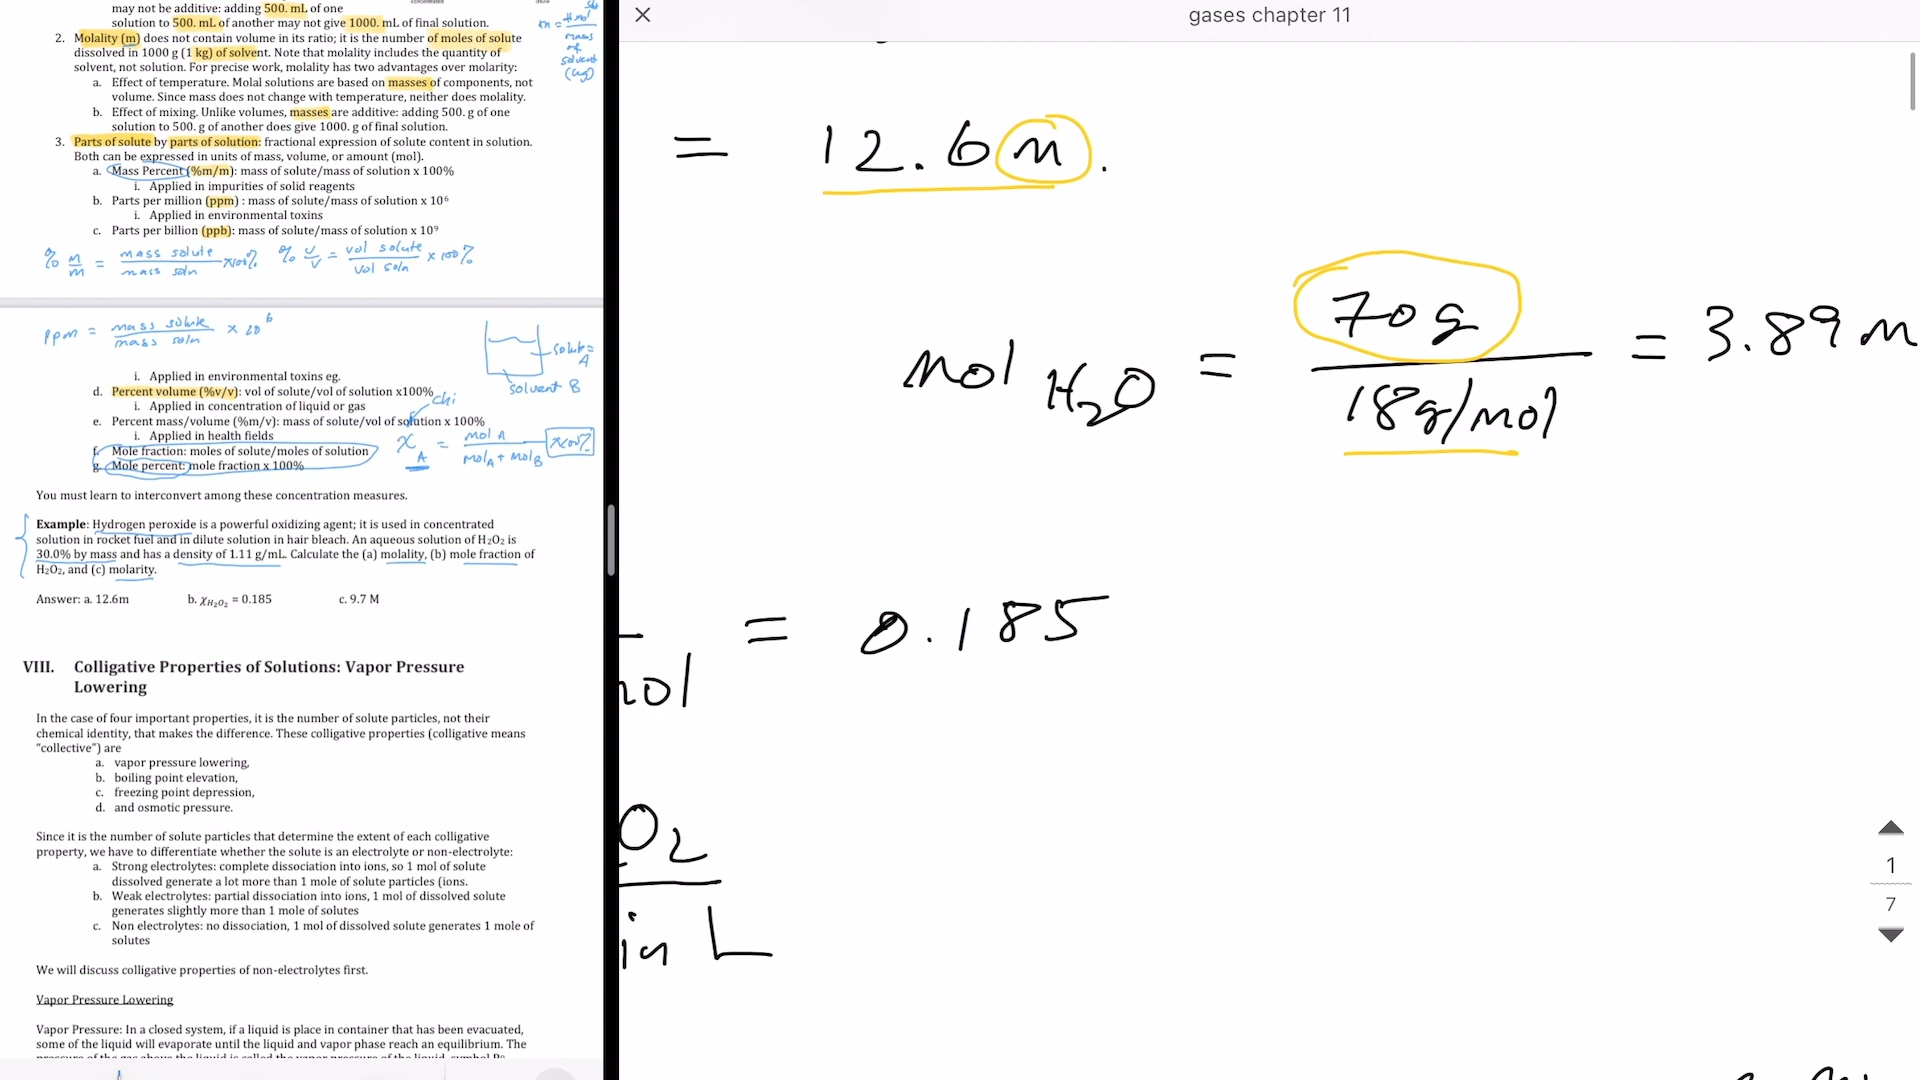 may not be additive: adding 500. mL of one
solution to 500. mL of another may not give 1000. mL of final solution.
2. Molality (m) does not contain volume in its ratio; it is the number of moles of solute
dissolved in 1000 g (1 kg) of solvent. Note that molality includes the quantity of
solvent, not solution. For precise work, molality has two advantages over molarity:
a. Effect of temperature. Molal solutions are based on masses of components, not
volume. Since mass does not change with temperature, neither does molality.
b. Effect of mixing. Unlike volumes, masses are additive: adding 500. g of one
solution to 500. g of another does give 1000. g of final solution.
mass
of
solvent
(kg)
3. Parts of solute by parts of solution: fractional expression of solute content in solution.
Both can be expressed in units of mass, volume, or amount (mol).
a. Mass Percent (%m/m): mass of solute/mass of solution x 100%
i. Applied in impurities of solid reagents
b. Parts per million (ppm) : mass of solute/mass of solution x 10⁶
i. Applied in environmental toxins
c. Parts per billion (ppb): mass of solute/mass of solution x 10⁹
% m/m = mass solute / mass soln x100% % v/v = vol solute / vol soln x 100%
ppm = mass solute / mass soln x 10⁶
solute = A
solvent B
i. Applied in environmental toxins eg.
d. Percent volume (%v/v): vol of solute/vol of solution x100%
i. Applied in concentration of liquid or gas
chi
e. Percent mass/volume (%m/v): mass of solute/vol of solution x 100%
i. Applied in health fields
f. Mole fraction: moles of solute/moles of solution
g. Mole percent: mole fraction x 100%
χ A = mol A / mol A + mol B x100%
You must learn to interconvert among these concentration measures.
Example: Hydrogen peroxide is a powerful oxidizing agent; it is used in concentrated
solution in rocket fuel and in dilute solution in hair bleach. An aqueous solution of H₂O₂ is
30.0% by mass and has a density of 1.11 g/mL. Calculate the (a) molality, (b) mole fraction of
H₂O₂, and (c) molarity.
Answer: a. 12.6m b. χH₂O₂ = 0.185 c. 9.7 M
VIII. Colligative Properties of Solutions: Vapor Pressure
Lowering
In the case of four important properties, it is the number of solute particles, not their
chemical identity, that makes the difference. These colligative properties (colligative means
"collective") are
a. vapor pressure lowering,
b. boiling point elevation,
c. freezing point depression,
d. and osmotic pressure.
Since it is the number of solute particles that determine the extent of each colligative
property, we have to differentiate whether the solute is an electrolyte or non-electrolyte:
a. Strong electrolytes: complete dissociation into ions, so 1 mol of solute
dissolved generate a lot more than 1 mole of solute particles (ions.
b. Weak electrolytes: partial dissociation into ions, 1 mol of dissolved solute
generates slightly more than 1 mole of solutes
c. Non electrolytes: no dissociation, 1 mol of dissolved solute generates 1 mole of
solutes
We will discuss colligative properties of non-electrolytes first.
Vapor Pressure Lowering
Vapor Pressure: In a closed system, if a liquid is place in container that has been evacuated,
some of the liquid will evaporate until the liquid and vapor phase reach an equilibrium. The
gases chapter 11
= 12.6 m.
mol H₂O = 70 g / 18 g/mol = 3.89 m
= 0.185
mol
O₂
in L
1
7